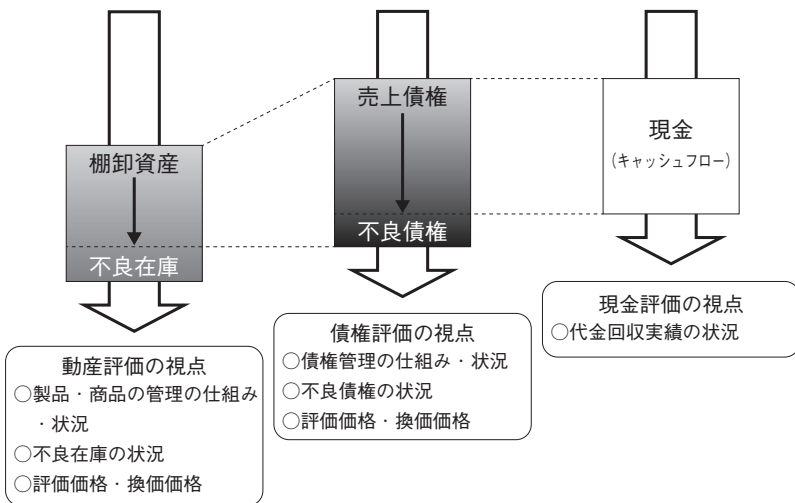 棚卸資産
不良在庫
動産評価の視点
○製品・商品の管理の仕組み
・状況
○不良在庫の状況
○評価価格・換価価格
売上債権
不良債権
債権評価の視点
○債権管理の仕組み・状況
○不良債権の状況
○評価価格・換価価格
現金
（キャッシュフロー）
現金評価の視点
○代金回収実績の状況